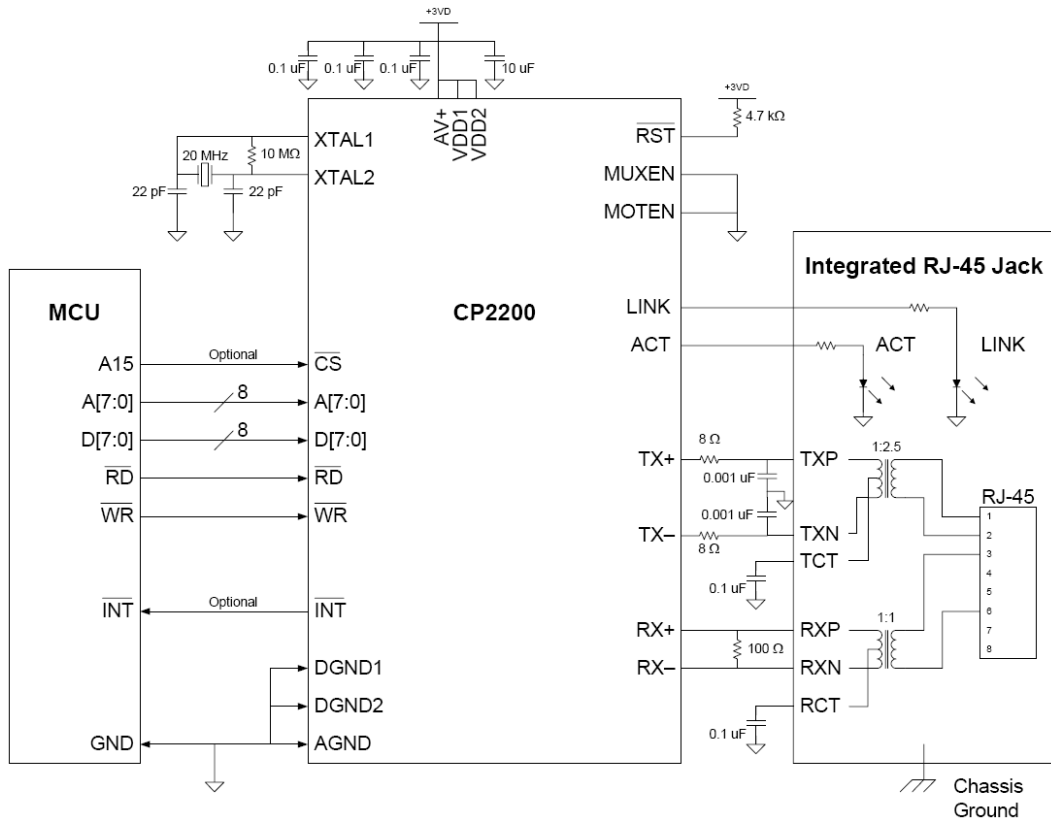 +3VD
0.1 uF
0.1 uF
0.1 uF
10 uF
AV+
VDD1
VDD2
+3VD
4.7 kΩ
XTAL1
20 MHz
10 MΩ
XTAL2
22 pF
22 pF
RST
MUXEN
MOTEN
MCU
CP2200
Integrated RJ-45 Jack
LINK
ACT
ACT
LINK
A15
Optional
CS
A[7:0]
8
A[7:0]
D[7:0]
8
D[7:0]
RD
RD
WR
WR
INT
Optional
INT
DGND1
DGND2
GND
AGND
TX+
8 Ω
0.001 uF
0.001 uF
TX–
8 Ω
0.1 uF
TXP
1:2.5
TXN
TCT
RX+
100 Ω
RX–
RXP
1:1
RXN
RCT
0.1 uF
RJ-45
1
2
3
4
5
6
7
8
Chassis
Ground